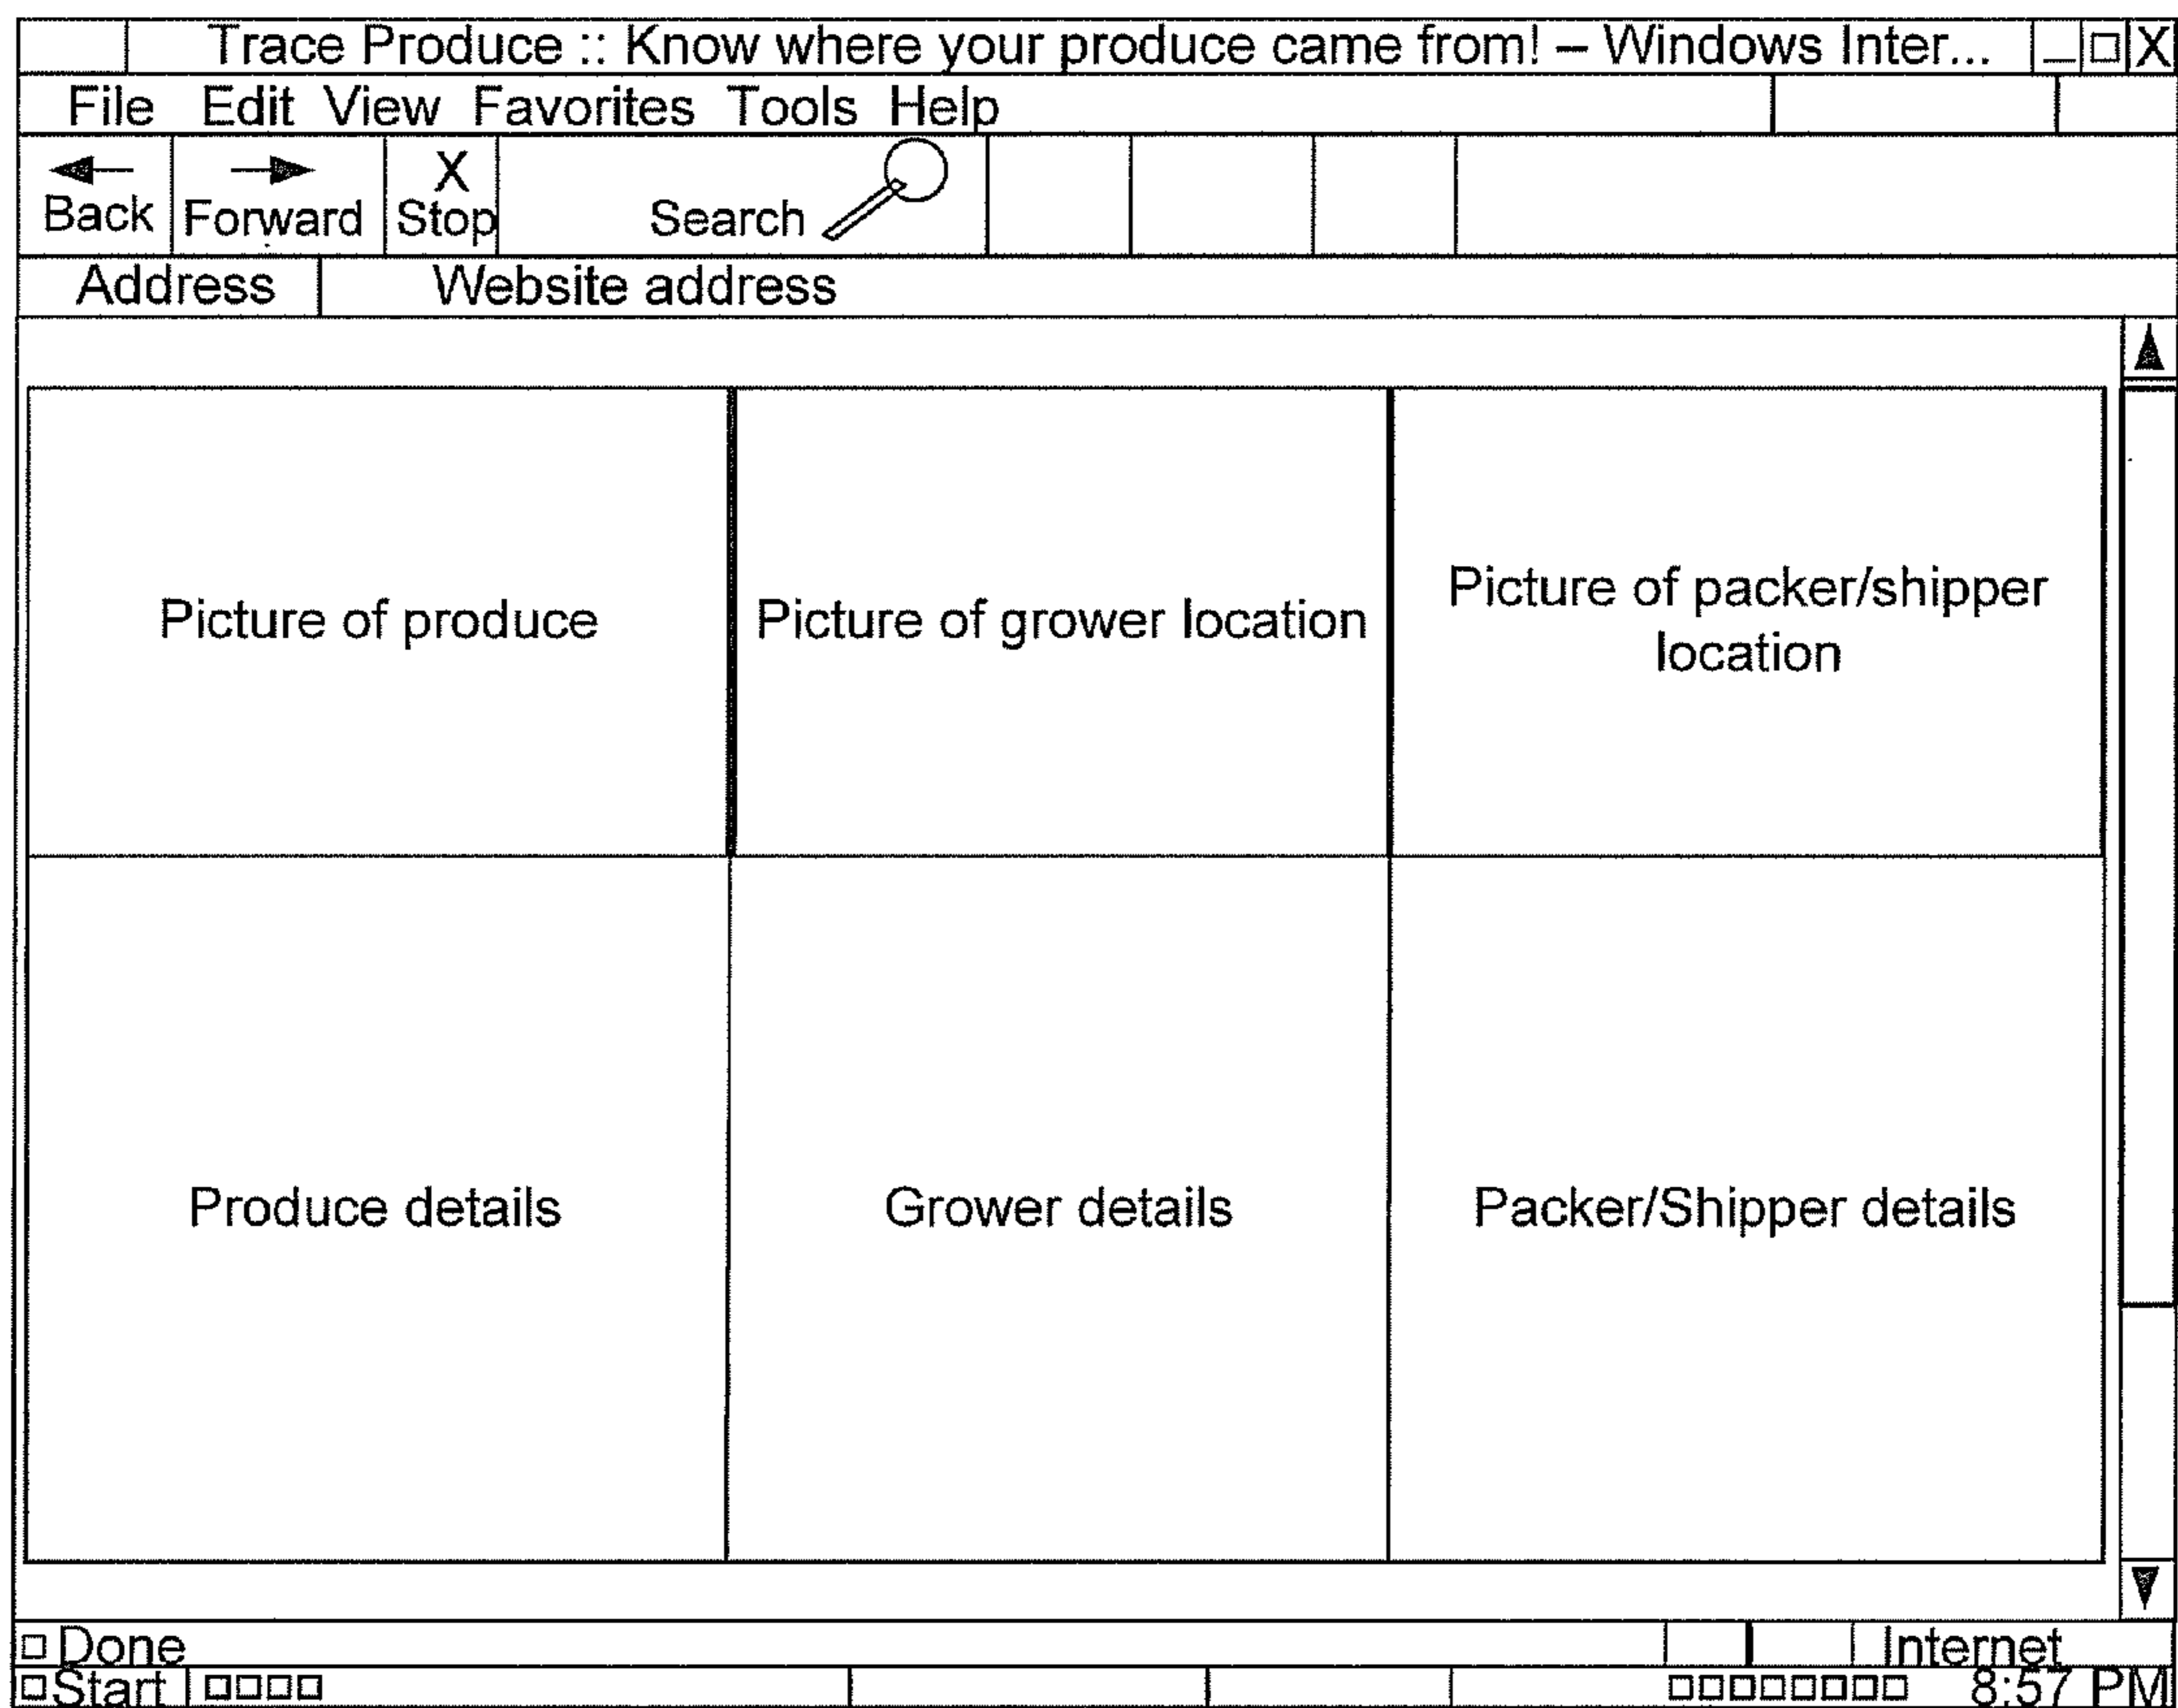 Trace Produce :: Know where your produce came from! – Windows Inter... _ □ X
File Edit View Favorites Tools Help
X
Back Forward Stop Search
Address Website address
Picture of produce
Picture of grower location
Picture of packer/shipper
location
Produce details
Grower details
Packer/Shipper details
Done Internet
Start 8:57 PM